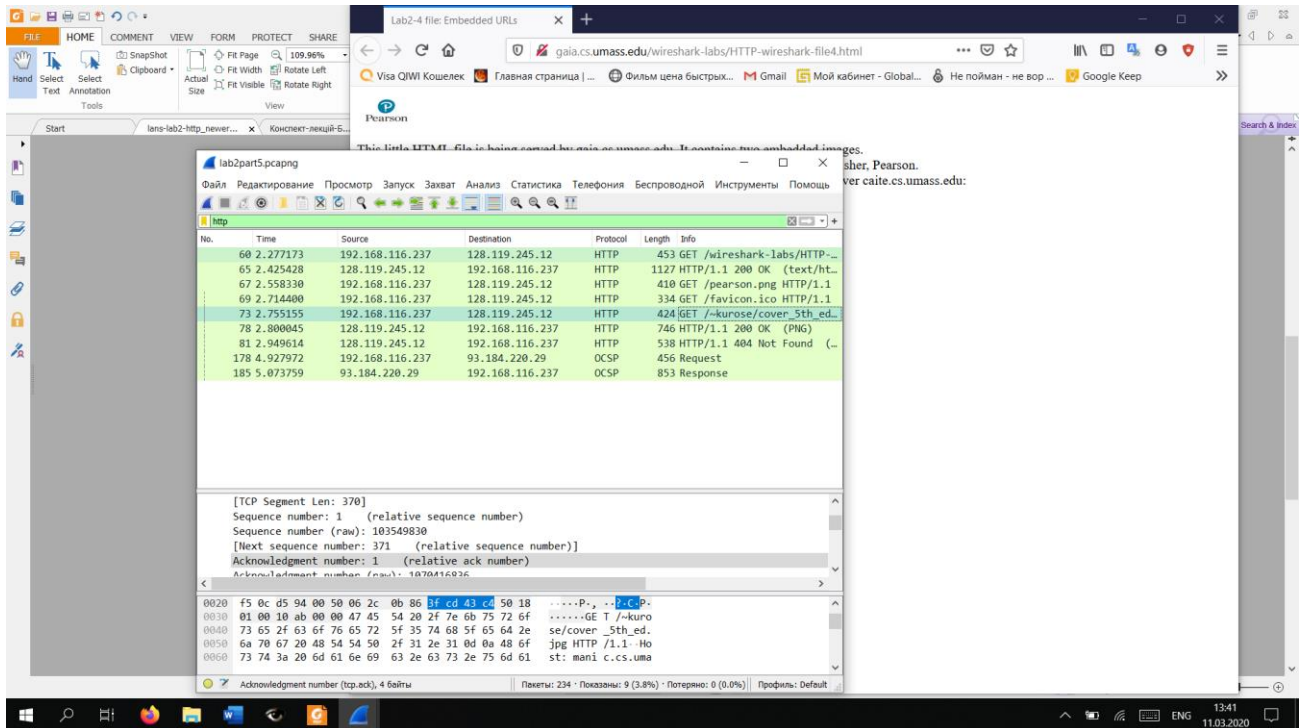 FILE HOME COMMENT VIEW FORM PROTECT SHARE
Hand
Select Text
Select Annotation
SnapShot
Clipboard
Tools
Actual Size
Fit Page
Fit Width
Fit Visible
109.96%
Rotate Left
Rotate Right
View
Start
lans-lab2-http_newer...
Конспект-лекцій-Б...
Search & Index
Lab2-4 file: Embedded URLs
gaia.cs.umass.edu/wireshark-labs/HTTP-wireshark-file4.html
Visa QIWI Кошелек
Главная страница | ...
Фильм цена быстрых...
Gmail
Мой кабинет - Global...
Не пойман - не вор ...
Google Keep
Pearson
This little HTML file is being served by gaia.cs.umass.edu. It contains two embedded images.
sher, Pearson.
ver caite.cs.umass.edu:
lab2part5.pcapng
Файл Редактирование Просмотр Запуск Захват Анализ Статистика Телефония Беспроводной Инструменты Помощь
http
No. Time Source Destination Protocol Length Info
60 2.277173 192.168.116.237 128.119.245.12 HTTP 453 GET /wireshark-labs/HTTP-…
65 2.425428 128.119.245.12 192.168.116.237 HTTP 1127 HTTP/1.1 200 OK (text/ht…
67 2.558330 192.168.116.237 128.119.245.12 HTTP 410 GET /pearson.png HTTP/1.1
69 2.714400 192.168.116.237 128.119.245.12 HTTP 334 GET /favicon.ico HTTP/1.1
73 2.755155 192.168.116.237 128.119.245.12 HTTP 424 GET /~kurose/cover_5th_ed…
78 2.800045 128.119.245.12 192.168.116.237 HTTP 746 HTTP/1.1 200 OK (PNG)
81 2.949614 128.119.245.12 192.168.116.237 HTTP 538 HTTP/1.1 404 Not Found (…
178 4.927972 192.168.116.237 93.184.220.29 OCSP 456 Request
185 5.073759 93.184.220.29 192.168.116.237 OCSP 853 Response
[TCP Segment Len: 370]
Sequence number: 1 (relative sequence number)
Sequence number (raw): 103549830
[Next sequence number: 371 (relative sequence number)]
Acknowledgment number: 1 (relative ack number)
Acknowledgment number (raw): 1070416836
0020 f5 0c d5 94 00 50 06 2c 0b 86 3f cd 43 c4 50 18 ·····P·, ··?·C·P·
0030 01 00 10 ab 00 00 47 45 54 20 2f 7e 6b 75 72 6f ······GE T /~kuro
0040 73 65 2f 63 6f 76 65 72 5f 35 74 68 5f 65 64 2e se/cover _5th_ed.
0050 6a 70 67 20 48 54 54 50 2f 31 2e 31 0d 0a 48 6f jpg HTTP /1.1··Ho
0060 73 74 3a 20 6d 61 6e 69 63 2e 63 73 2e 75 6d 61 st: mani c.cs.uma
Acknowledgment number (tcp.ack), 4 байты
Пакеты: 234 · Показаны: 9 (3.8%) · Потеряно: 0 (0.0%)
Профиль: Default
ENG
13:41
11.03.2020